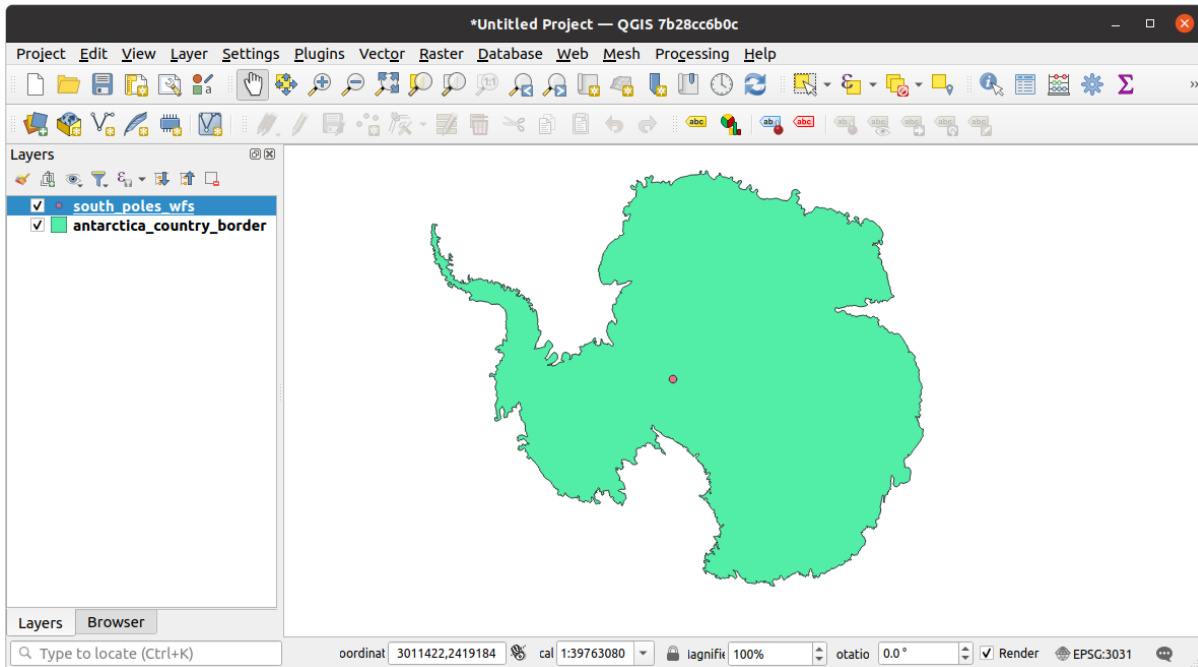 *Untitled Project — QGIS 7b28cc6b0c
Project Edit View Layer Settings Plugins Vector Raster Database Web Mesh Processing Help
Layers
south_poles_wfs
antarctica_country_border
Layers Browser
Type to locate (Ctrl+K) oordinat 3011422,2419184 cal 1:39763080 lagnifie 100% otatio 0.0 ° Render EPSG:3031